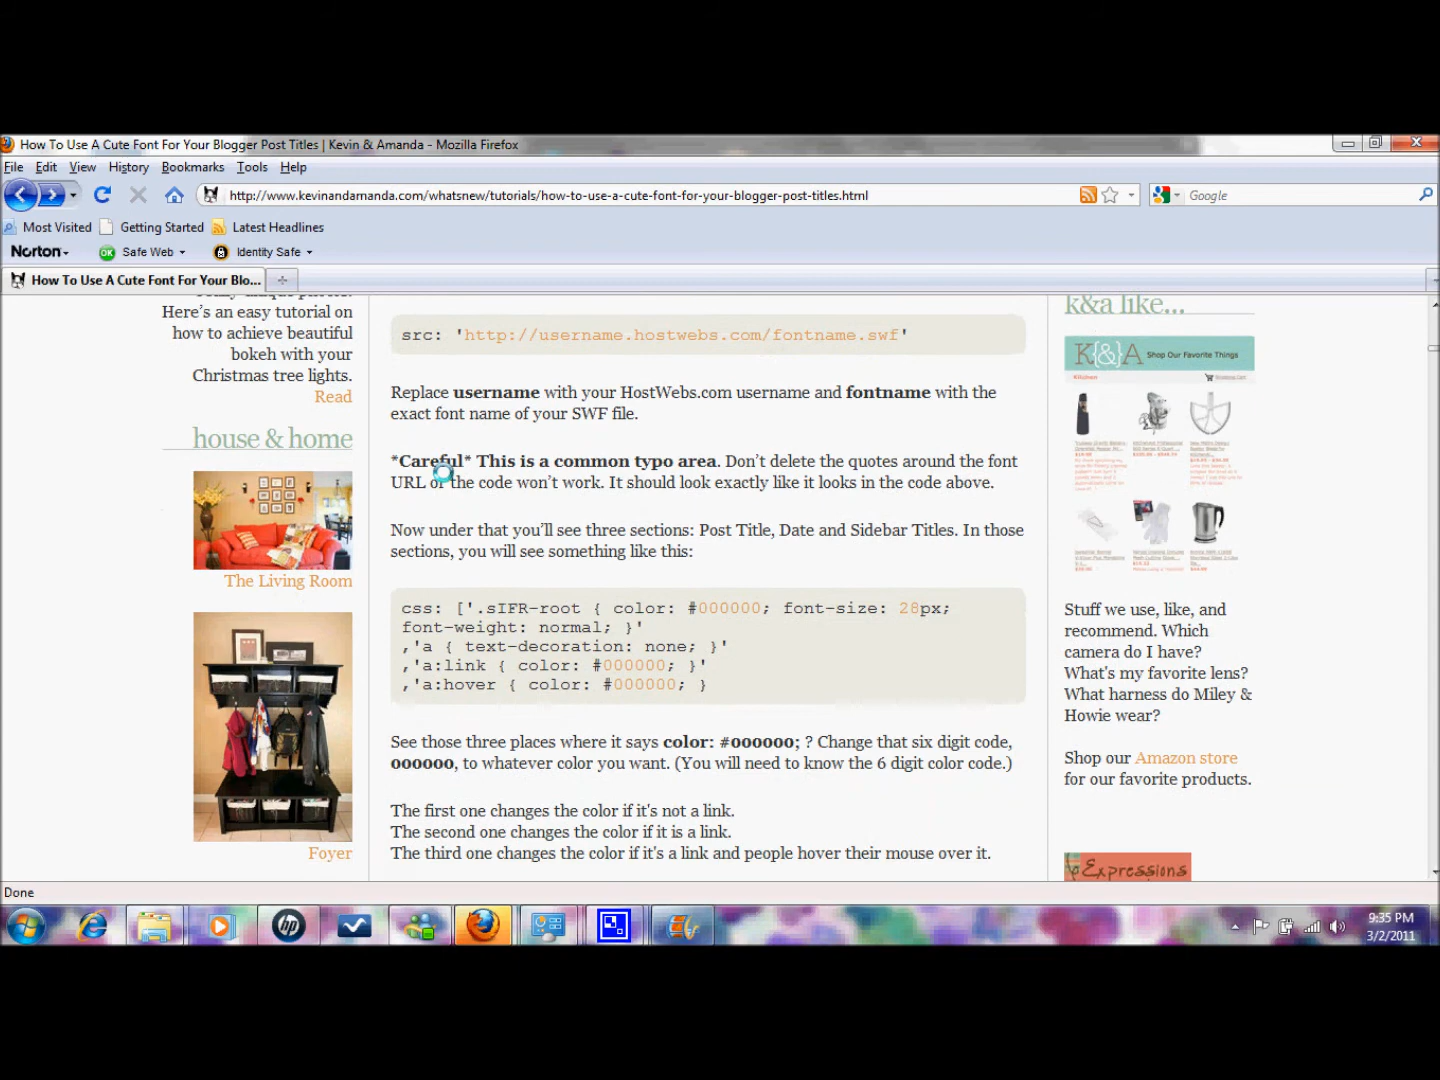 How To Use A Cute Font For Your Blogger Post Titles | Kevin & Amanda - Mozilla Firefox
File Edit View History Bookmarks Tools Help
http://www.kevinandamanda.com/whatsnew/tutorials/how-to-use-a-cute-font-for-your-blogger-post-titles.html
Google
Most Visited Getting Started Latest Headlines
Norton OK Safe Web Identity Safe
How To Use A Cute Font For Your Blo...
Here's an easy tutorial on
how to achieve beautiful
bokeh with your
Christmas tree lights.
Read
house & home
The Living Room
Foyer
src: 'http://username.hostwebs.com/fontname.swf'
Replace username with your HostWebs.com username and fontname with the
exact font name of your SWF file.
*Careful* This is a common typo area. Don't delete the quotes around the font
URL or the code won't work. It should look exactly like it looks in the code above.
Now under that you'll see three sections: Post Title, Date and Sidebar Titles. In those
sections, you will see something like this:
css: ['.sIFR-root { color: #000000; font-size: 28px;
font-weight: normal; }'
,'a { text-decoration: none; }'
,'a:link { color: #000000; }'
,'a:hover { color: #000000; }
See those three places where it says color: #000000; ? Change that six digit code,
000000, to whatever color you want. (You will need to know the 6 digit color code.)
The first one changes the color if it's not a link.
The second one changes the color if it is a link.
The third one changes the color if it's a link and people hover their mouse over it.
k&a like...
K{&}A Shop Our Favorite Things
Kitchen Shopping Cart
Stuff we use, like, and
recommend. Which
camera do I have?
What's my favorite lens?
What harness do Miley &
Howie wear?
Shop our Amazon store
for our favorite products.
Expressions
Done
hp
9:35 PM
3/2/2011